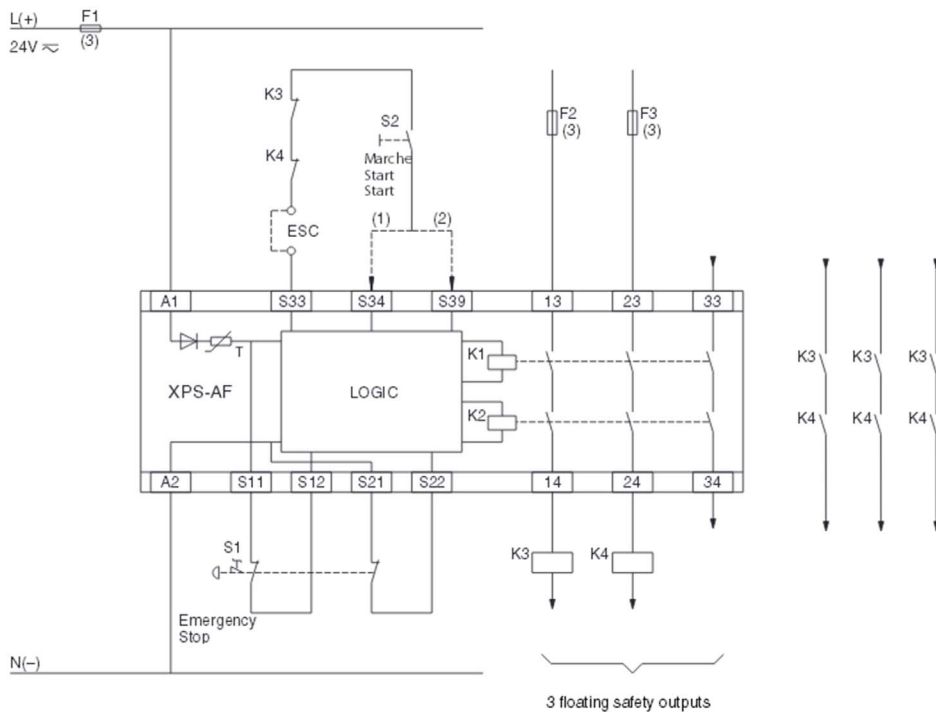 L(+)
F1
(3)
24V ⎓
K3
K4
ESC
S2
Marche
Start
Start
(1)
(2)
F2
(3)
F3
(3)
A1
S33
S34
S39
13
23
33
T
XPS-AF
LOGIC
K1
K2
K3
K3
K3
K4
K4
K4
A2
S11
S12
S21
S22
14
24
34
S1
K3
K4
Emergency
Stop
N(–)
3 floating safety outputs